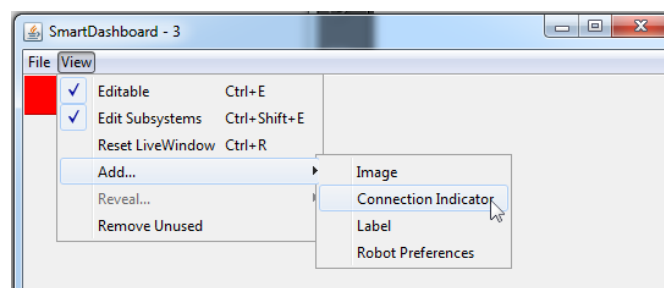 SmartDashboard - 3
File View
Editable Ctrl+E
Edit Subsystems Ctrl+Shift+E
Reset LiveWindow Ctrl+R
Add...
Reveal...
Remove Unused
Image
Connection Indicator
Label
Robot Preferences